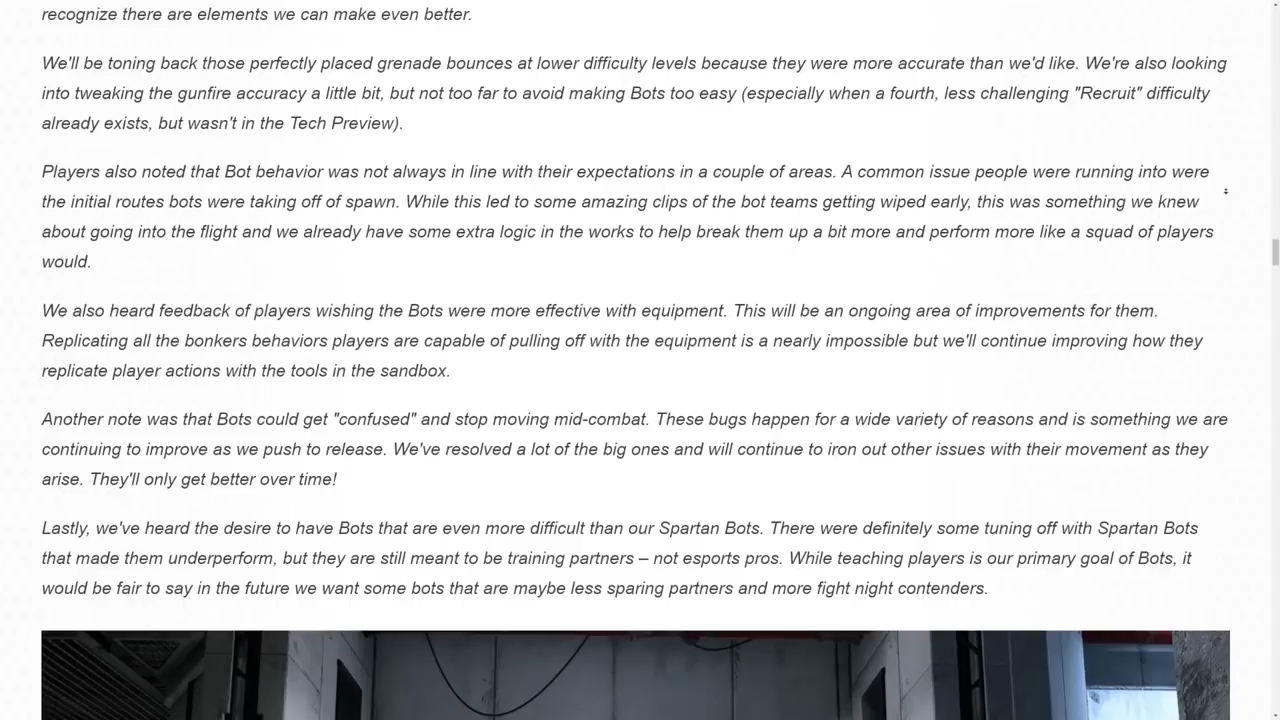 recognize there are elements we can make even better.
We'll be toning back those perfectly placed grenade bounces at lower difficulty levels because they were more accurate than we'd like. We're also looking
into tweaking the gunfire accuracy a little bit, but not too far to avoid making Bots too easy (especially when a fourth, less challenging "Recruit" difficulty
already exists, but wasn't in the Tech Preview).
Players also noted that Bot behavior was not always in line with their expectations in a couple of areas. A common issue people were running into were
the initial routes bots were taking off of spawn. While this led to some amazing clips of the bot teams getting wiped early, this was something we knew
about going into the flight and we already have some extra logic in the works to help break them up a bit more and perform more like a squad of players
would.
We also heard feedback of players wishing the Bots were more effective with equipment. This will be an ongoing area of improvements for them.
Replicating all the bonkers behaviors players are capable of pulling off with the equipment is a nearly impossible but we'll continue improving how they
replicate player actions with the tools in the sandbox.
Another note was that Bots could get "confused" and stop moving mid-combat. These bugs happen for a wide variety of reasons and is something we are
continuing to improve as we push to release. We've resolved a lot of the big ones and will continue to iron out other issues with their movement as they
arise. They'll only get better over time!
Lastly, we've heard the desire to have Bots that are even more difficult than our Spartan Bots. There were definitely some tuning off with Spartan Bots
that made them underperform, but they are still meant to be training partners – not esports pros. While teaching players is our primary goal of Bots, it
would be fair to say in the future we want some bots that are maybe less sparing partners and more fight night contenders.